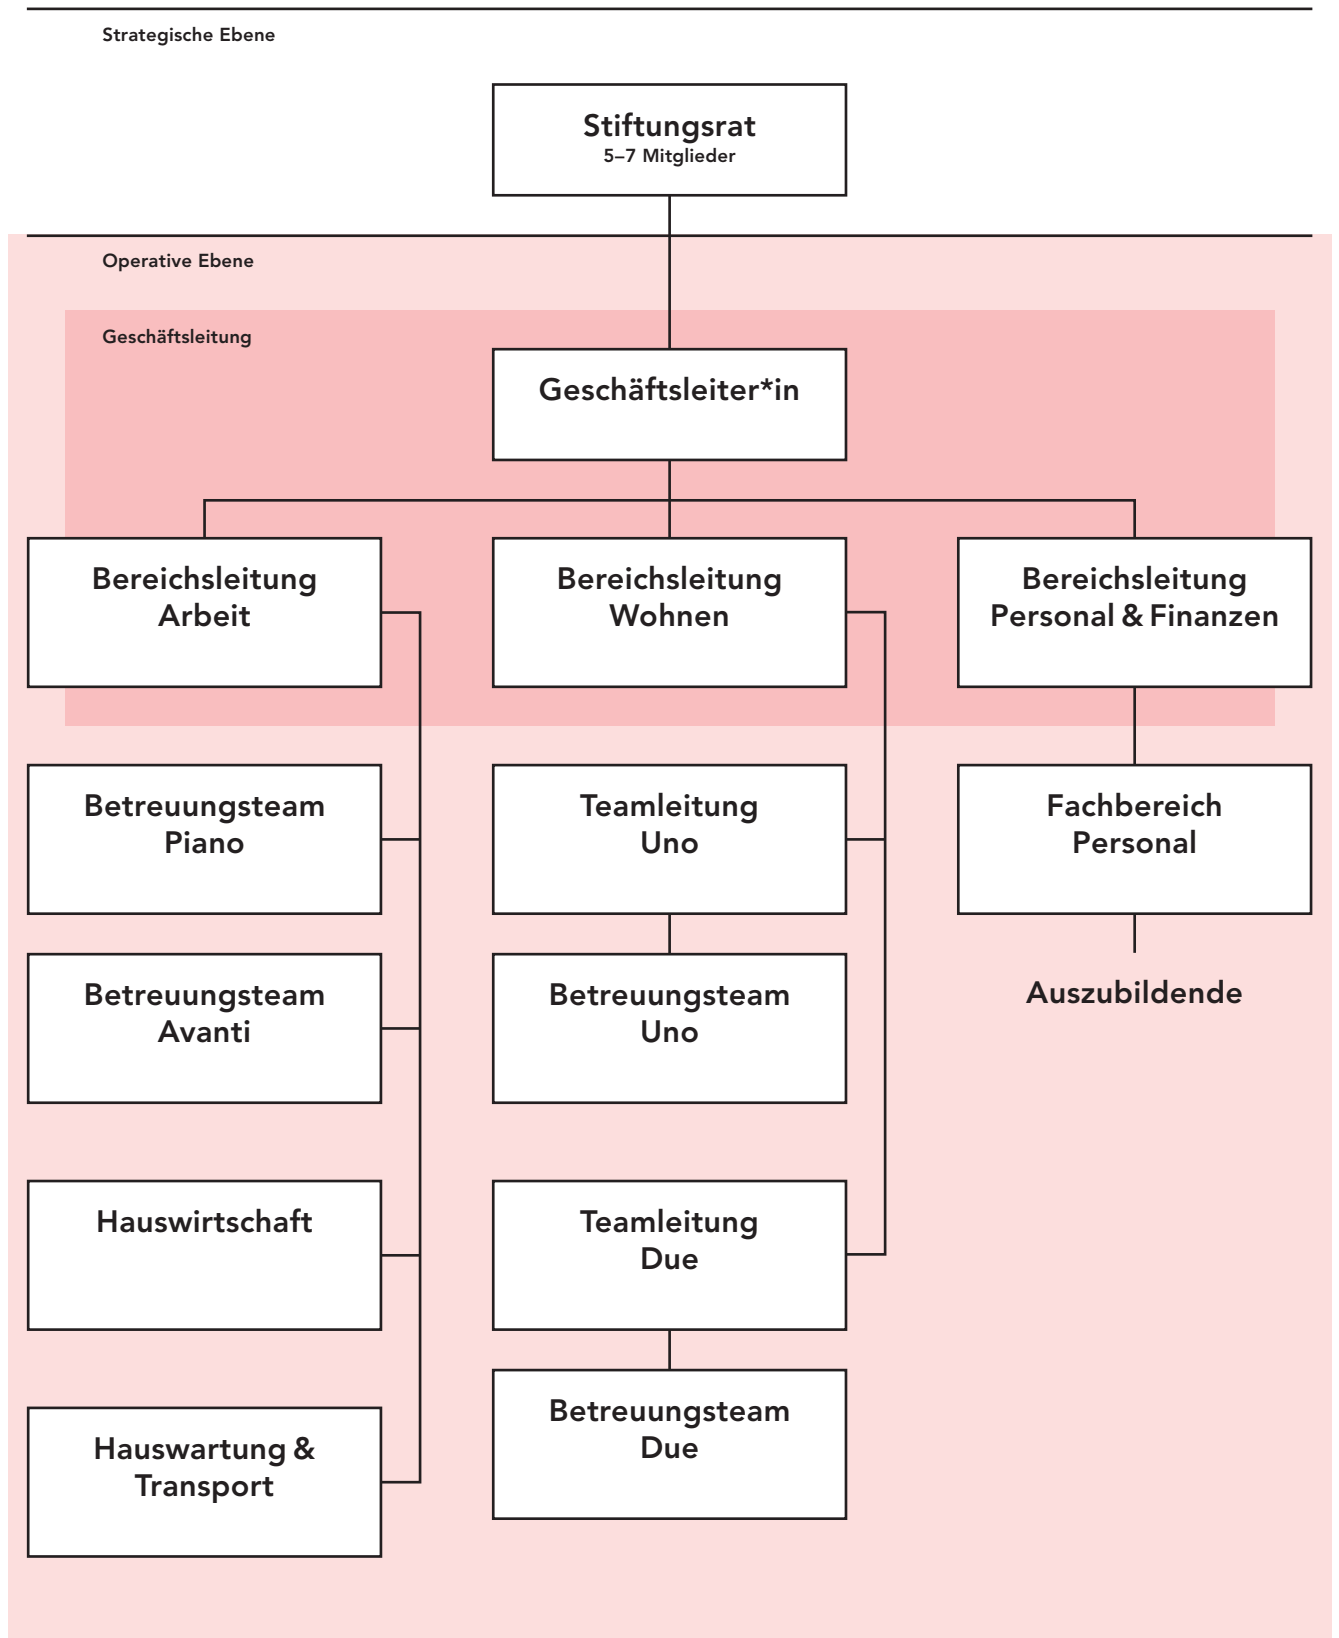 Strategische Ebene
Stiftungsrat
5–7 Mitglieder
Operative Ebene
Geschäftsleitung
Geschäftsleiter*in
Bereichsleitung
Arbeit
Bereichsleitung
Wohnen
Bereichsleitung
Personal & Finanzen
Betreuungsteam
Piano
Teamleitung
Uno
Fachbereich
Personal
Betreuungsteam
Avanti
Betreuungsteam
Uno
Auszubildende
Hauswirtschaft
Teamleitung
Due
Hauswartung &
Transport
Betreuungsteam
Due